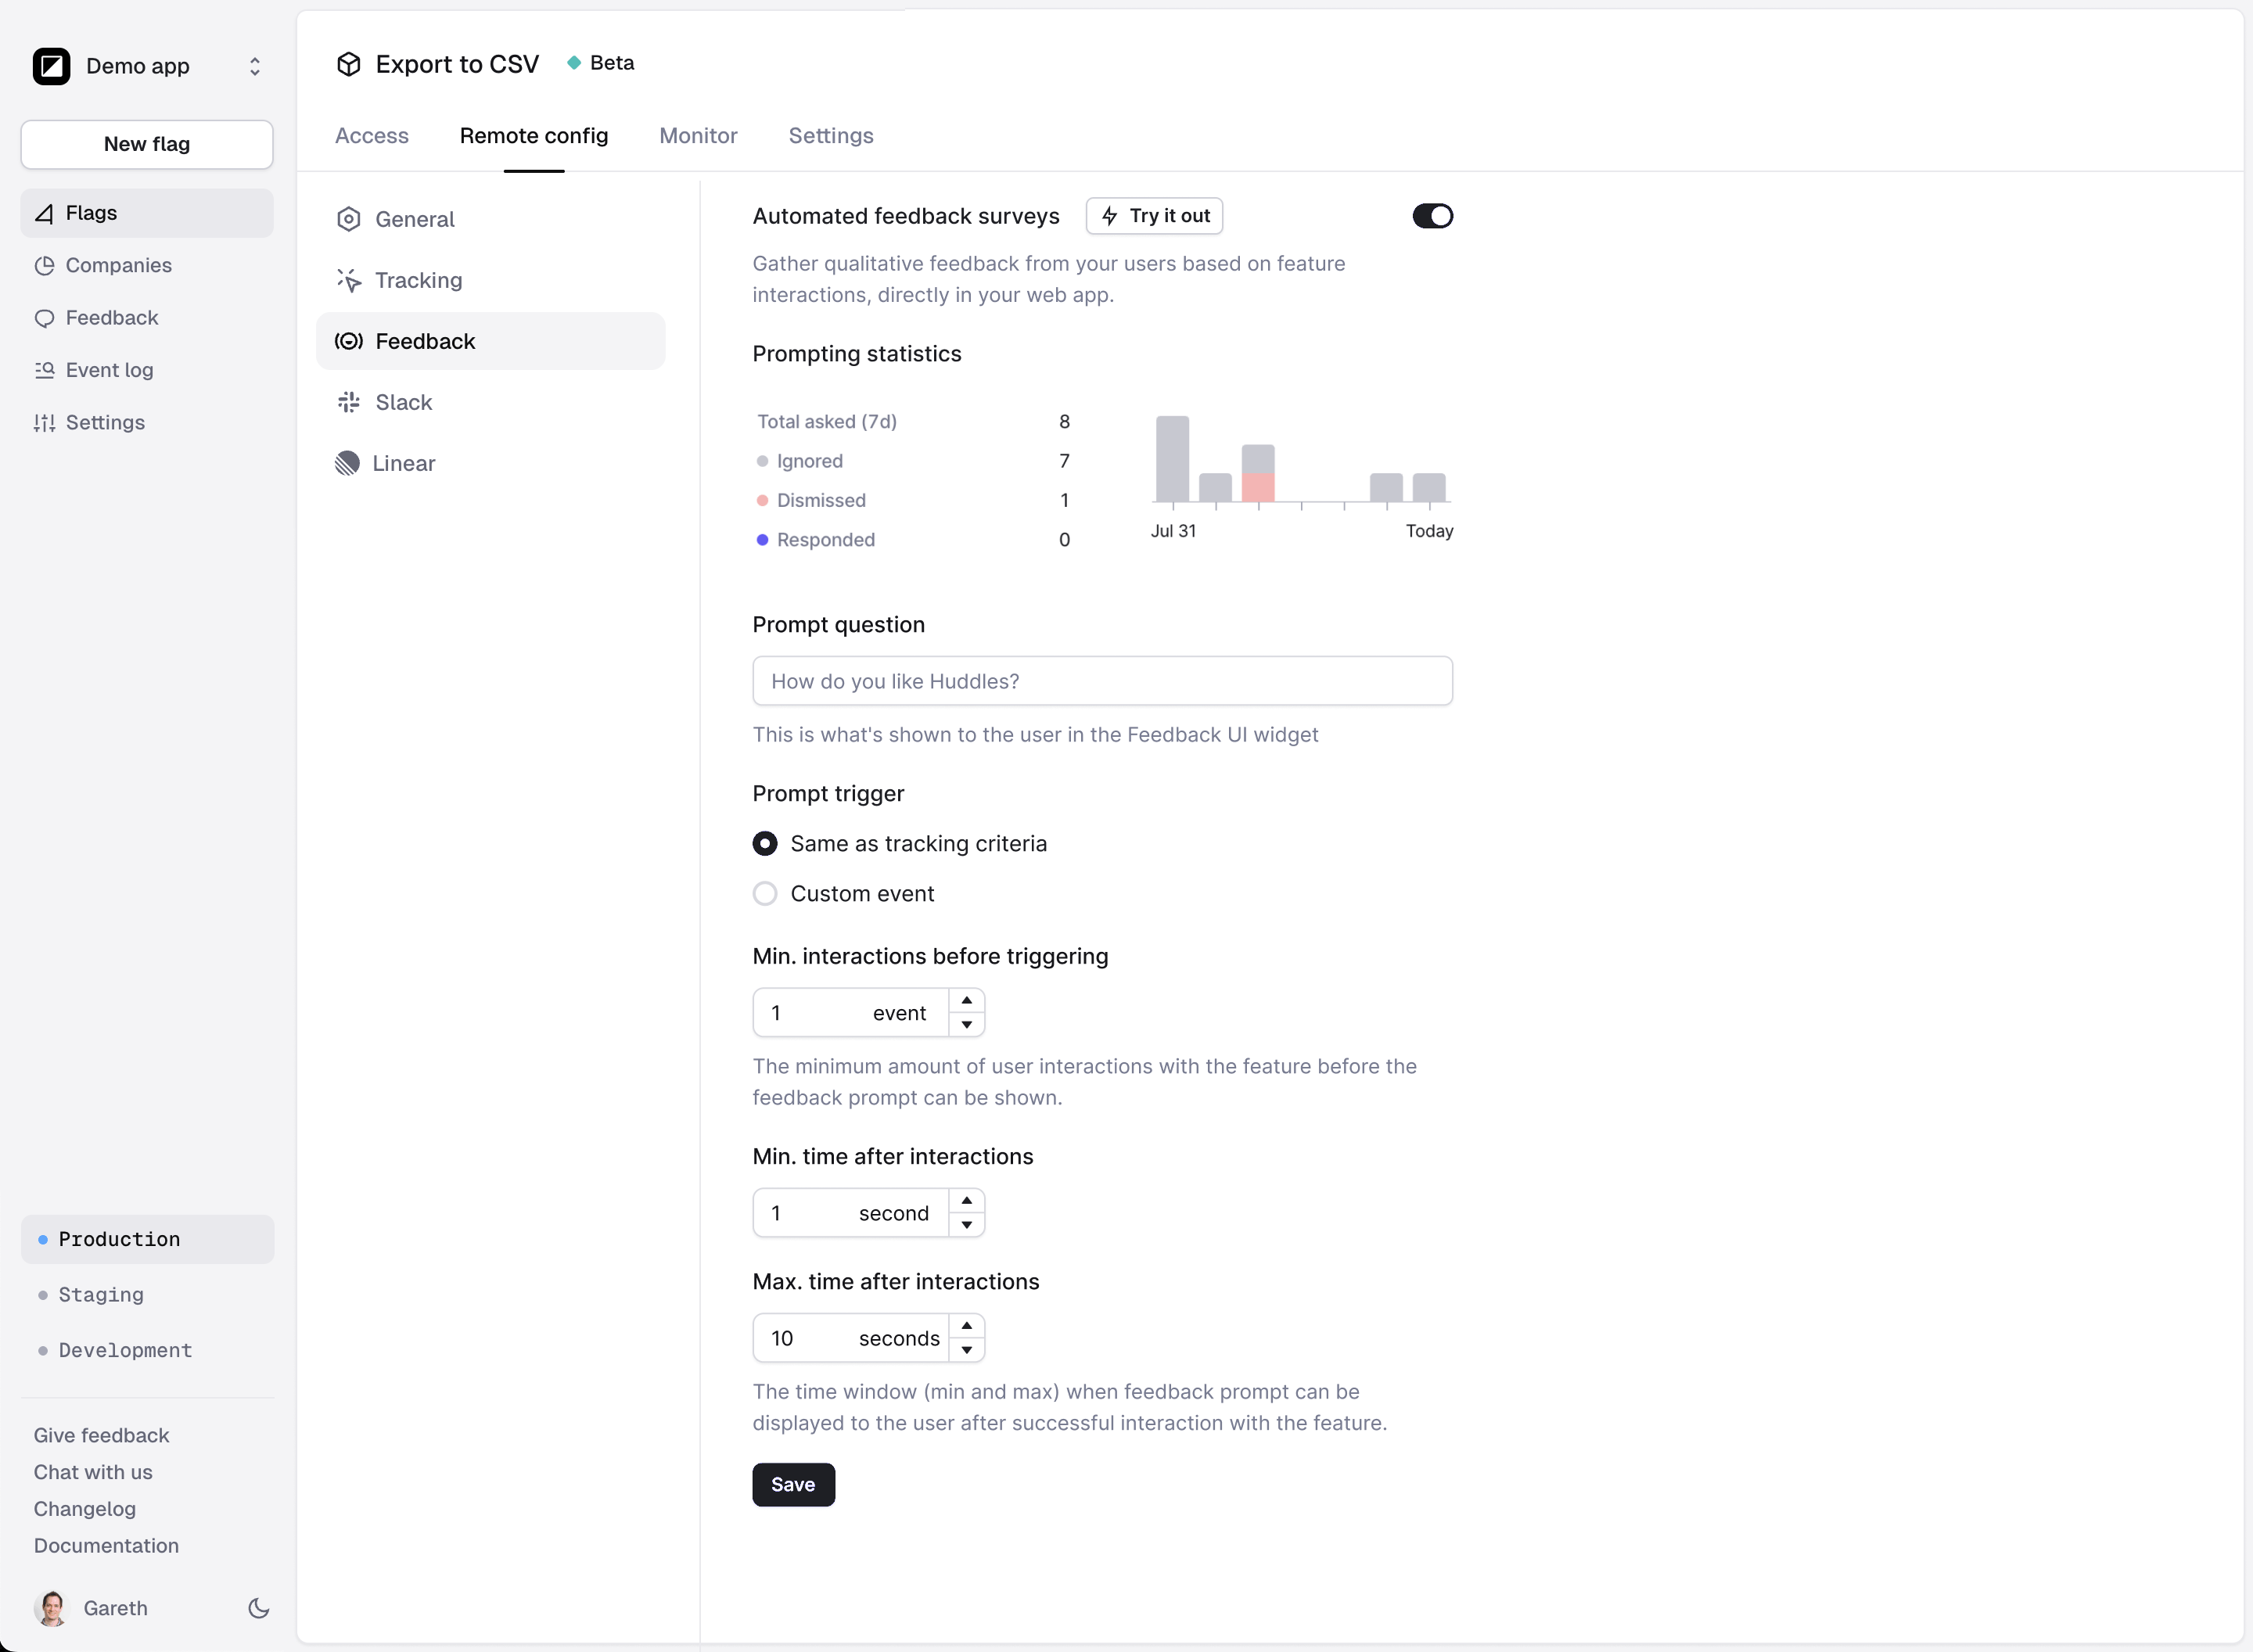 Demo app
New flag
Flags
Companies
Feedback
Event log
Settings
Production
Staging
Development
Give feedback
Chat with us
Changelog
Documentation
Gareth
Export to CSV Beta
Access Remote config Monitor Settings
General
Tracking
Feedback
Slack
Linear
Automated feedback surveys Try it out
Gather qualitative feedback from your users based on feature
interactions, directly in your web app.
Prompting statistics
Total asked (7d) 8
Ignored 7
Dismissed 1
Responded 0
Jul 31 Today
Prompt question
How do you like Huddles?
This is what's shown to the user in the Feedback UI widget
Prompt trigger
Same as tracking criteria
Custom event
Min. interactions before triggering
1 event
The minimum amount of user interactions with the feature before the
feedback prompt can be shown.
Min. time after interactions
1 second
Max. time after interactions
10 seconds
The time window (min and max) when feedback prompt can be
displayed to the user after successful interaction with the feature.
Save